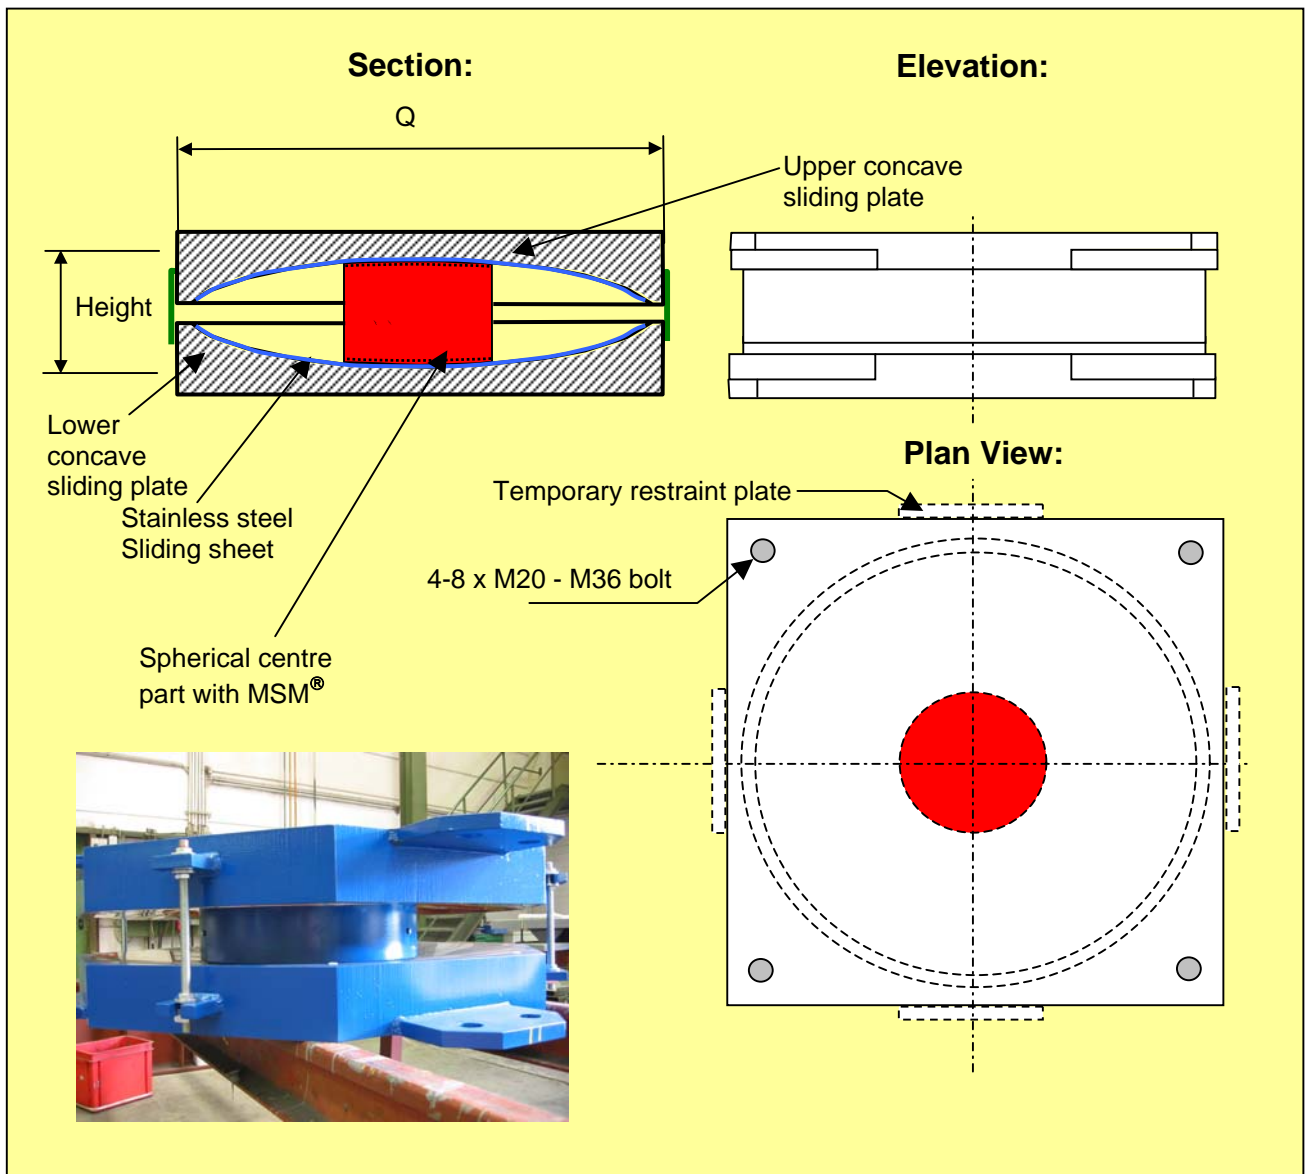 Section:
Elevation:
Q
Upper concave
sliding plate
Height
Lower
concave
sliding plate
Stainless steel
Sliding sheet
Plan View:
Temporary restraint plate
4-8 x M20 - M36 bolt
Spherical centre
part with MSM®